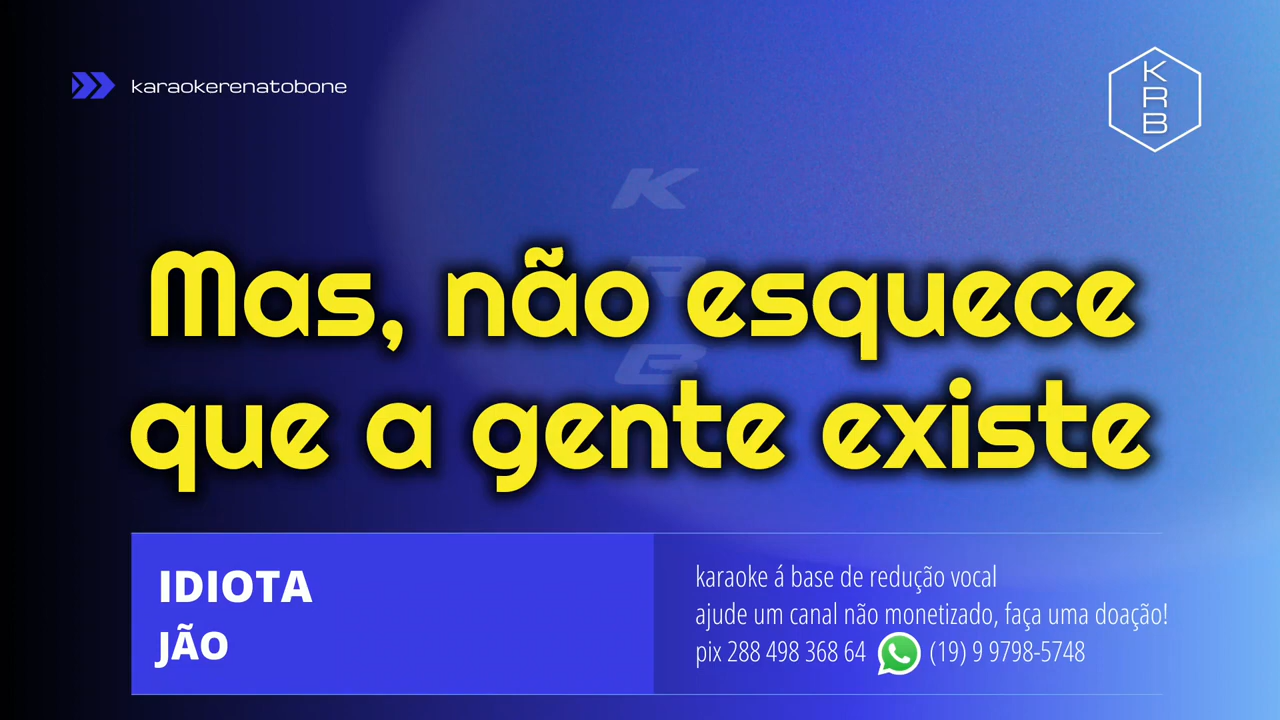 karaokerenatobone
K
R
B
K
R
B
Mas, não esquece
que a gente existe
IDIOTA
JÃO
karaoke á base de redução vocal
ajude um canal não monetizado, faça uma doação!
pix 288 498 368 64 (19) 9 9798-5748